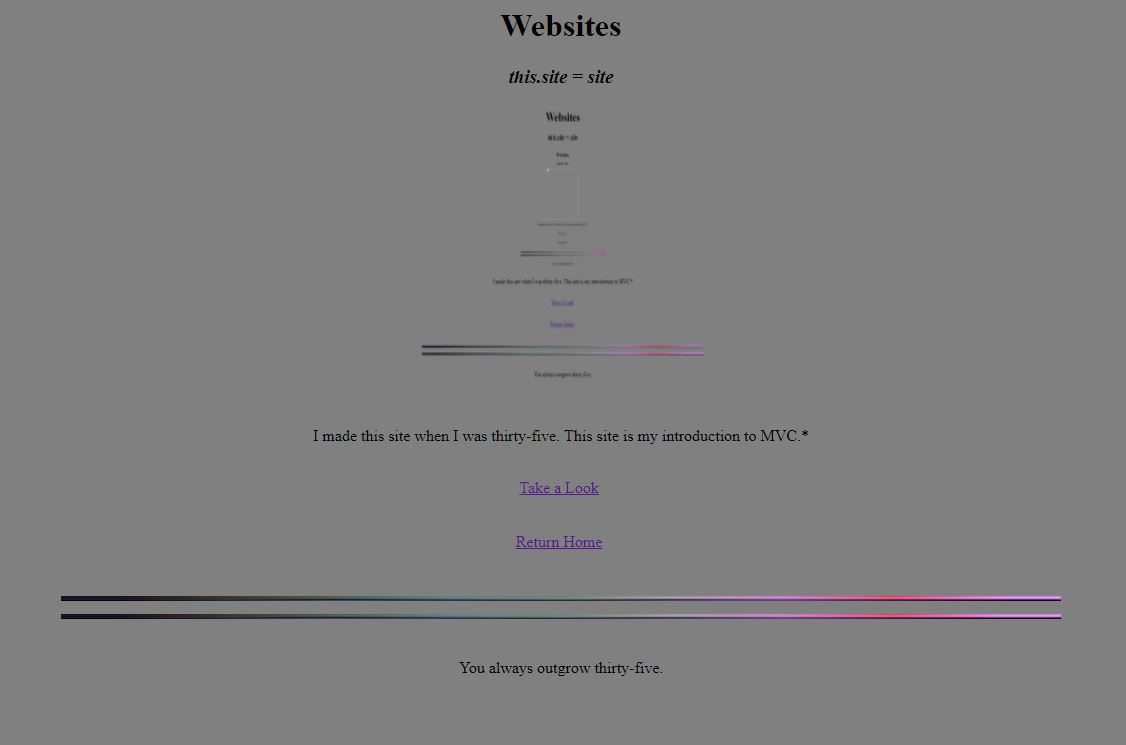 Websites
this.site = site
Websites
this.site = site
I made this site when I was thirty-five. This site is my introduction to MVC.*
Take a Look
Return Home
You always outgrow thirty-five.
I made this site when I was thirty-five. This site is my introduction to MVC.*
Take a Look
Return Home
You always outgrow thirty-five.